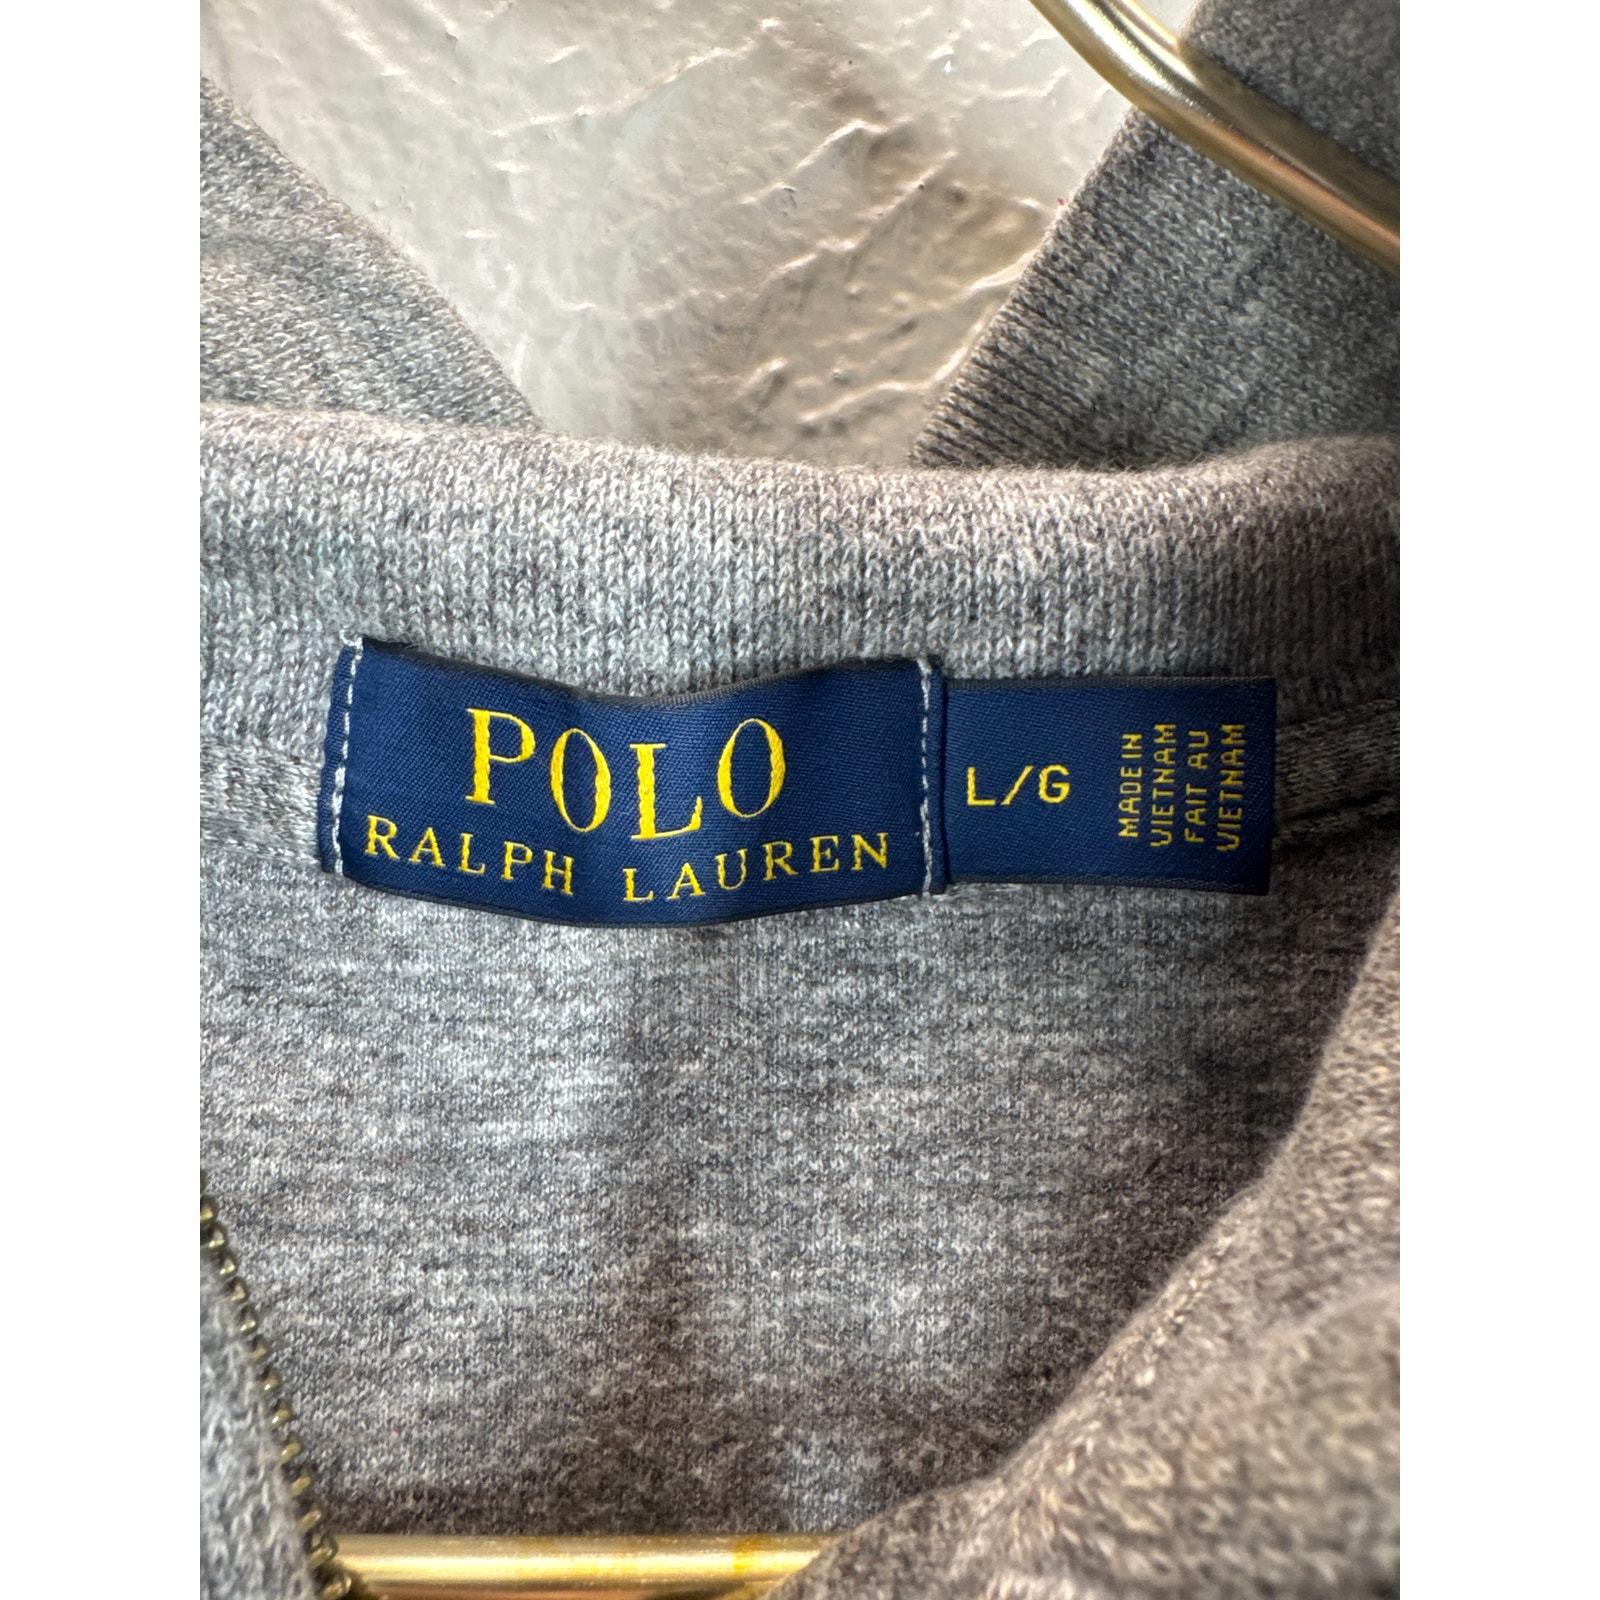 POLO
RALPH LAUREN
L/G
MADE IN
VIETNAM
FAIT AU
VIETNAM